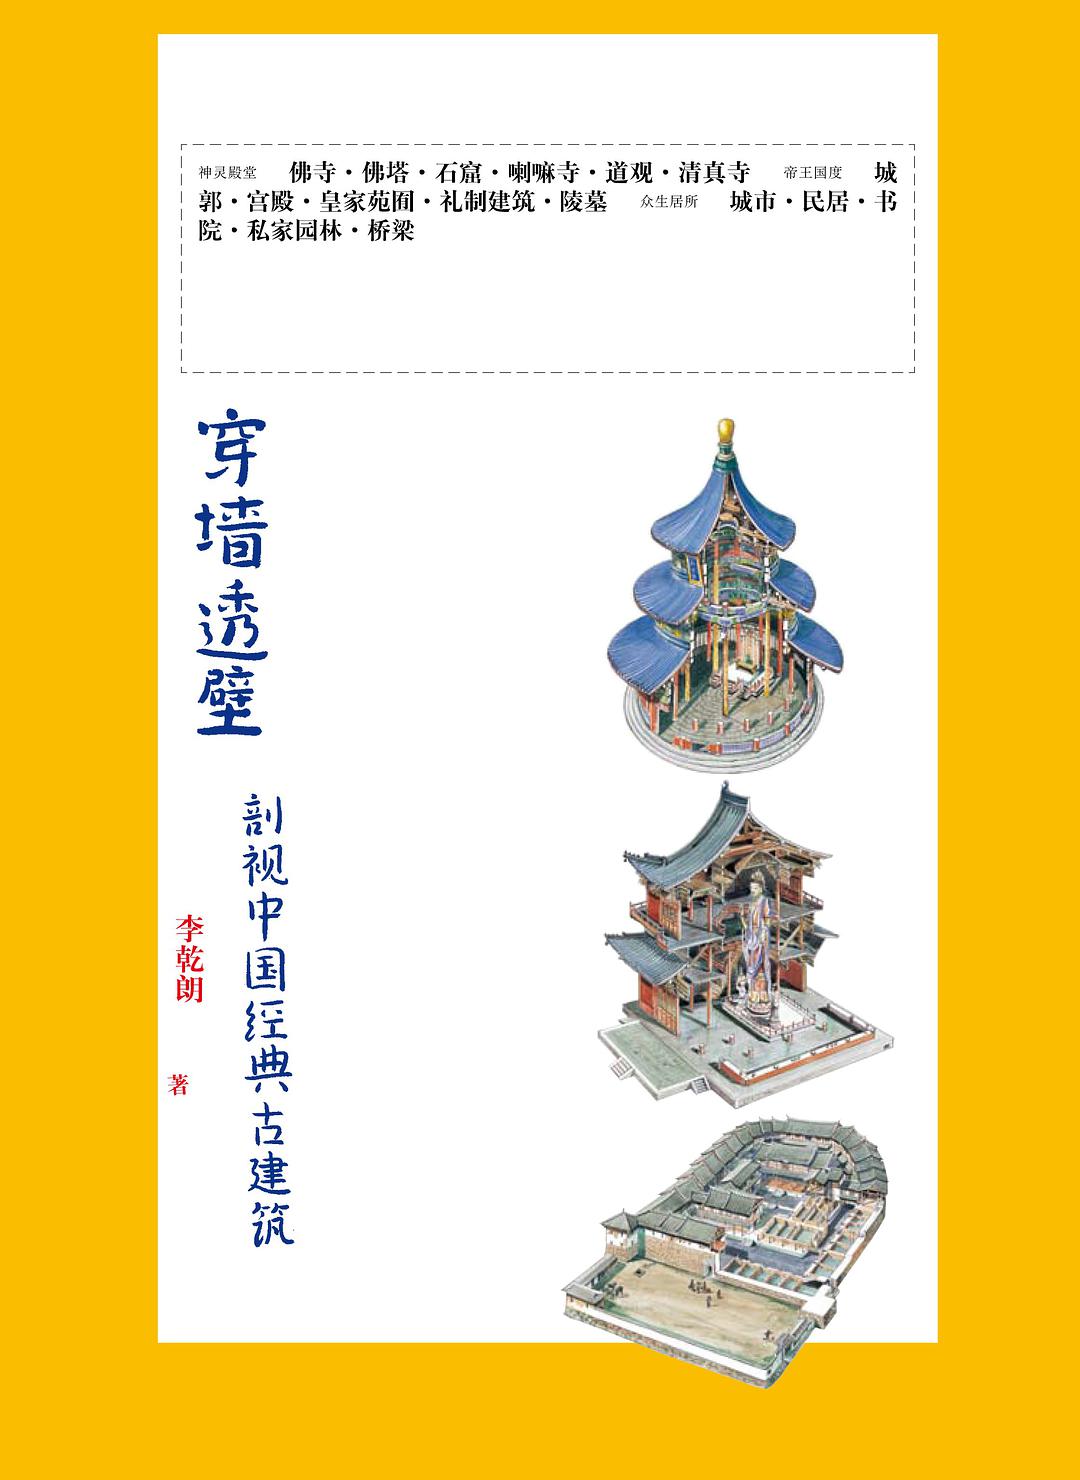 神灵殿堂 佛寺·佛塔·石窟·喇嘛寺·道观·清真寺 帝王国度 城
郭·宫殿·皇家苑囿·礼制建筑·陵墓 众生居所 城市·民居·书
院·私家园林·桥梁
穿墙透壁
剖视中国经典古建筑
李乾朗
著